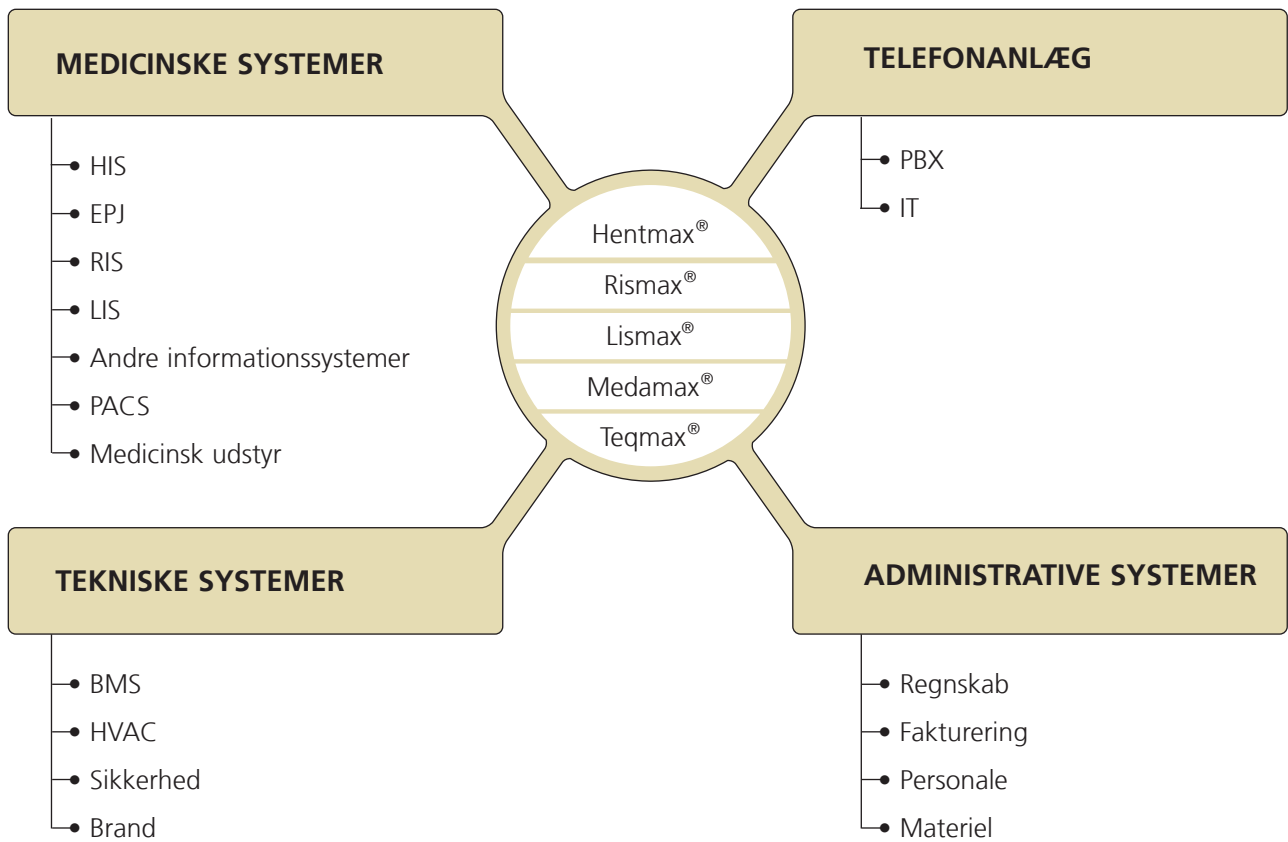 MEDICINSKE SYSTEMER
HIS
EPJ
RIS
LIS
Andre informationssystemer
PACS
Medicinsk udstyr
TELEFONANLÆG
PBX
IT
Hentmax®
Rismax®
Lismax®
Medamax®
Teqmax®
TEKNISKE SYSTEMER
BMS
HVAC
Sikkerhed
Brand
ADMINISTRATIVE SYSTEMER
Regnskab
Fakturering
Personale
Materiel